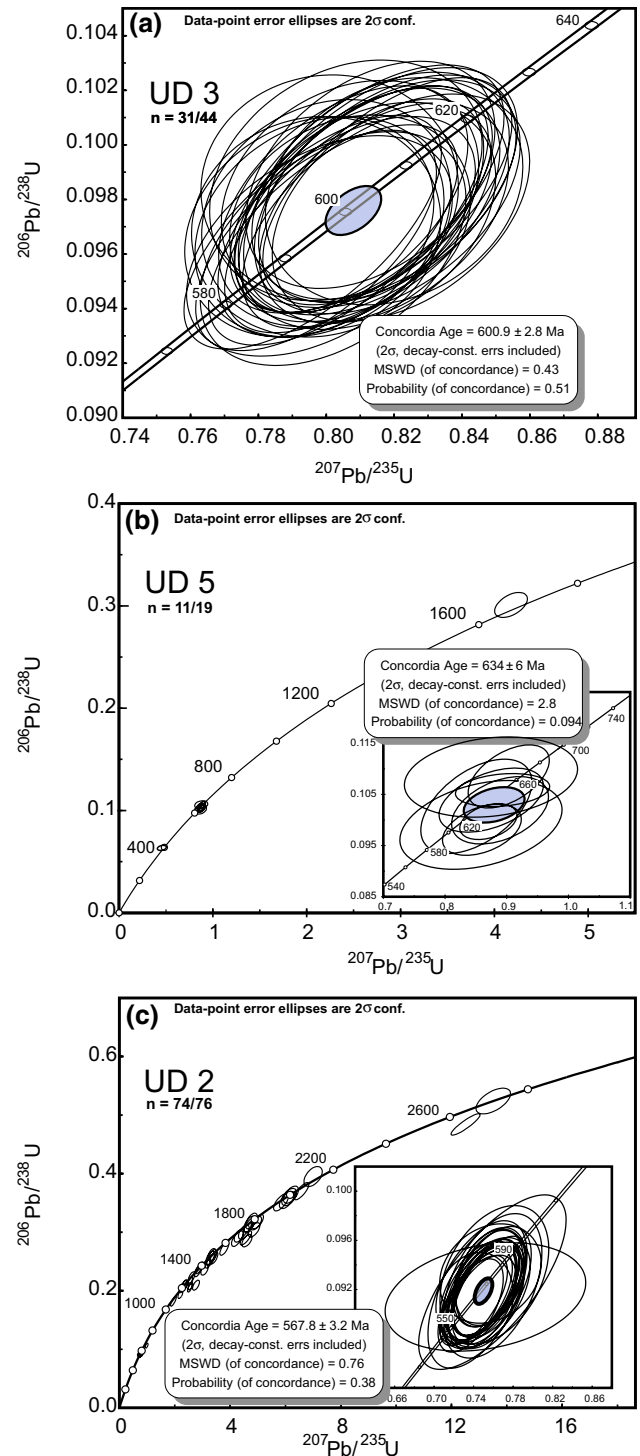 (a) Data-point error ellipses are 2σ conf.
UD 3
n = 31/44
640
620
600
580
Concordia Age = 600.9 ± 2.8 Ma
(2σ, decay-const. errs included)
MSWD (of concordance) = 0.43
Probability (of concordance) = 0.51
0.104
0.102
0.100
0.098
0.096
0.094
0.092
0.090
²⁰⁶Pb/²³⁸U
0.74 0.76 0.78 0.80 0.82 0.84 0.86 0.88
²⁰⁷Pb/²³⁵U
(b) Data-point error ellipses are 2σ conf.
UD 5
n = 11/19
1600
1200
800
400
Concordia Age = 634 ± 6 Ma
(2σ, decay-const. errs included)
MSWD (of concordance) = 2.8
Probability (of concordance) = 0.094
740
700
660
620
580
540
0.115
0.105
0.095
0.085
0.7 0.8 0.9 1.0 1.1
0.4
0.3
0.2
0.1
0.0
²⁰⁶Pb/²³⁸U
0 1 2 3 4 5
²⁰⁷Pb/²³⁵U
(c) Data-point error ellipses are 2σ conf.
UD 2
n = 74/76
2600
2200
1800
1400
1000
Concordia Age = 567.8 ± 3.2 Ma
(2σ, decay-const. errs included)
MSWD (of concordance) = 0.76
Probability (of concordance) = 0.38
0.100
0.096
0.092
590
550
0.66 0.70 0.74 0.78 0.82 0.86
0.6
0.4
0.2
0.0
²⁰⁶Pb/²³⁸U
0 4 8 12 16
²⁰⁷Pb/²³⁵U